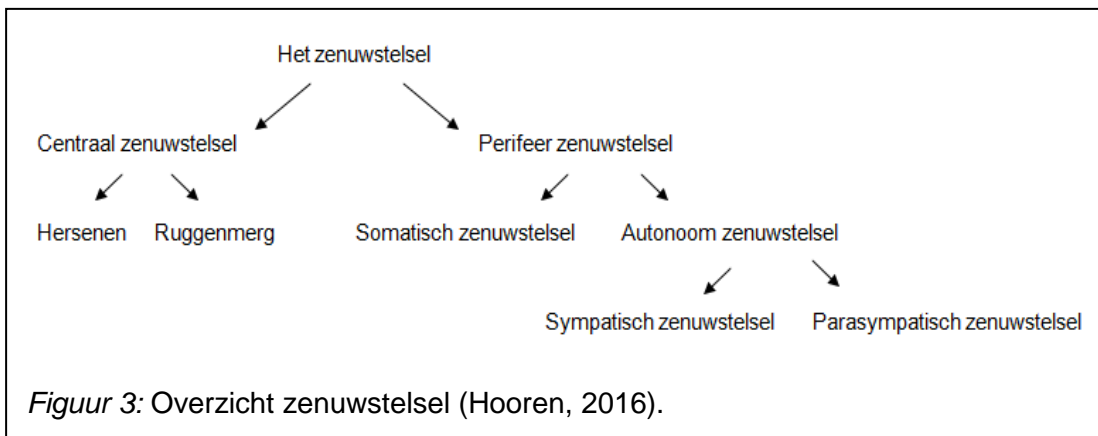 Het zenuwstelsel
Centraal zenuwstelsel Perifeer zenuwstelsel
Hersenen Ruggenmerg Somatisch zenuwstelsel Autonoom zenuwstelsel
Sympatisch zenuwstelsel Parasympatisch zenuwstelsel
Figuur 3: Overzicht zenuwstelsel (Hooren, 2016).